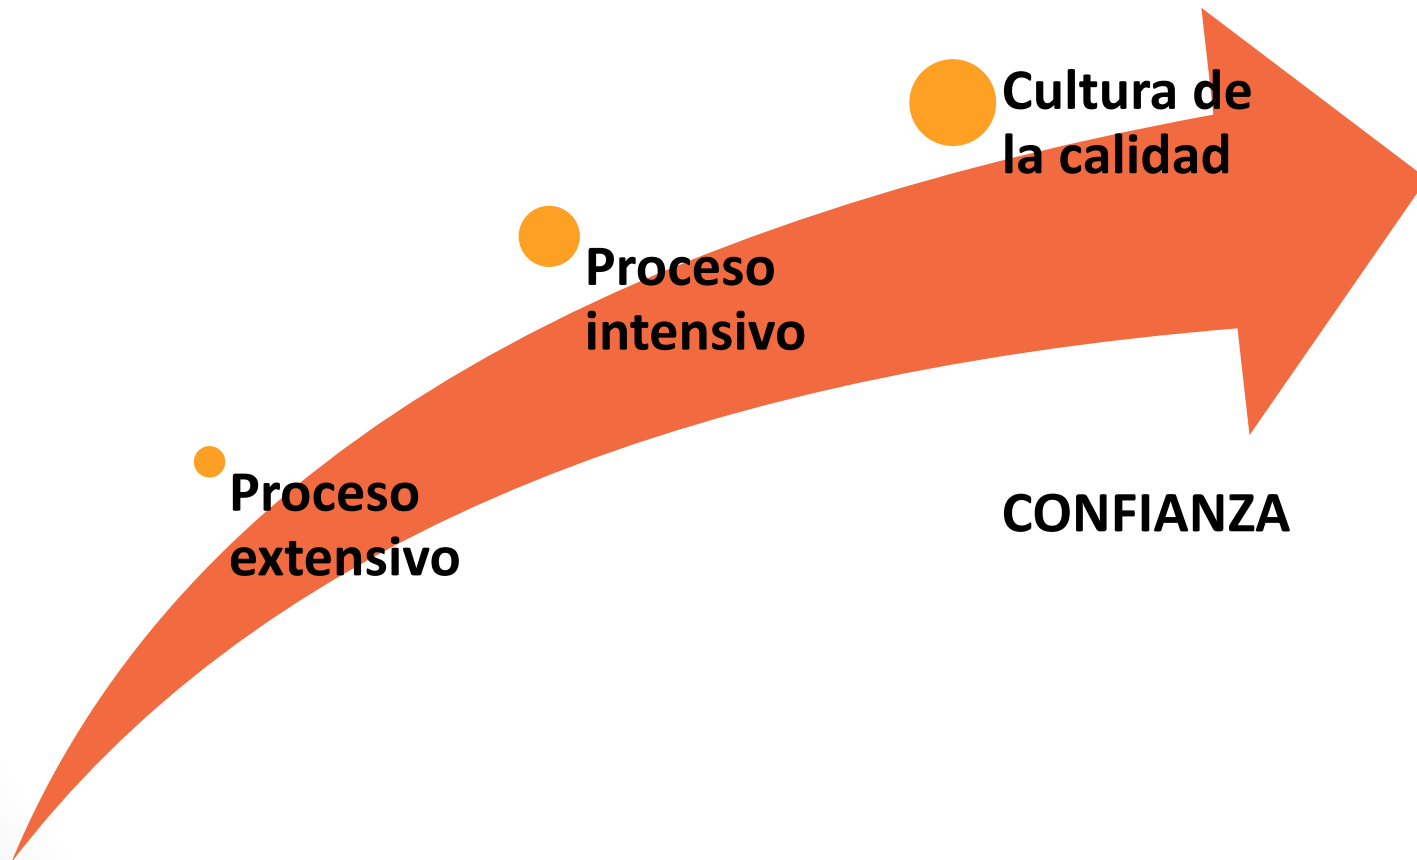 Cultura de
la calidad
Proceso
intensivo
Proceso
extensivo
CONFIANZA